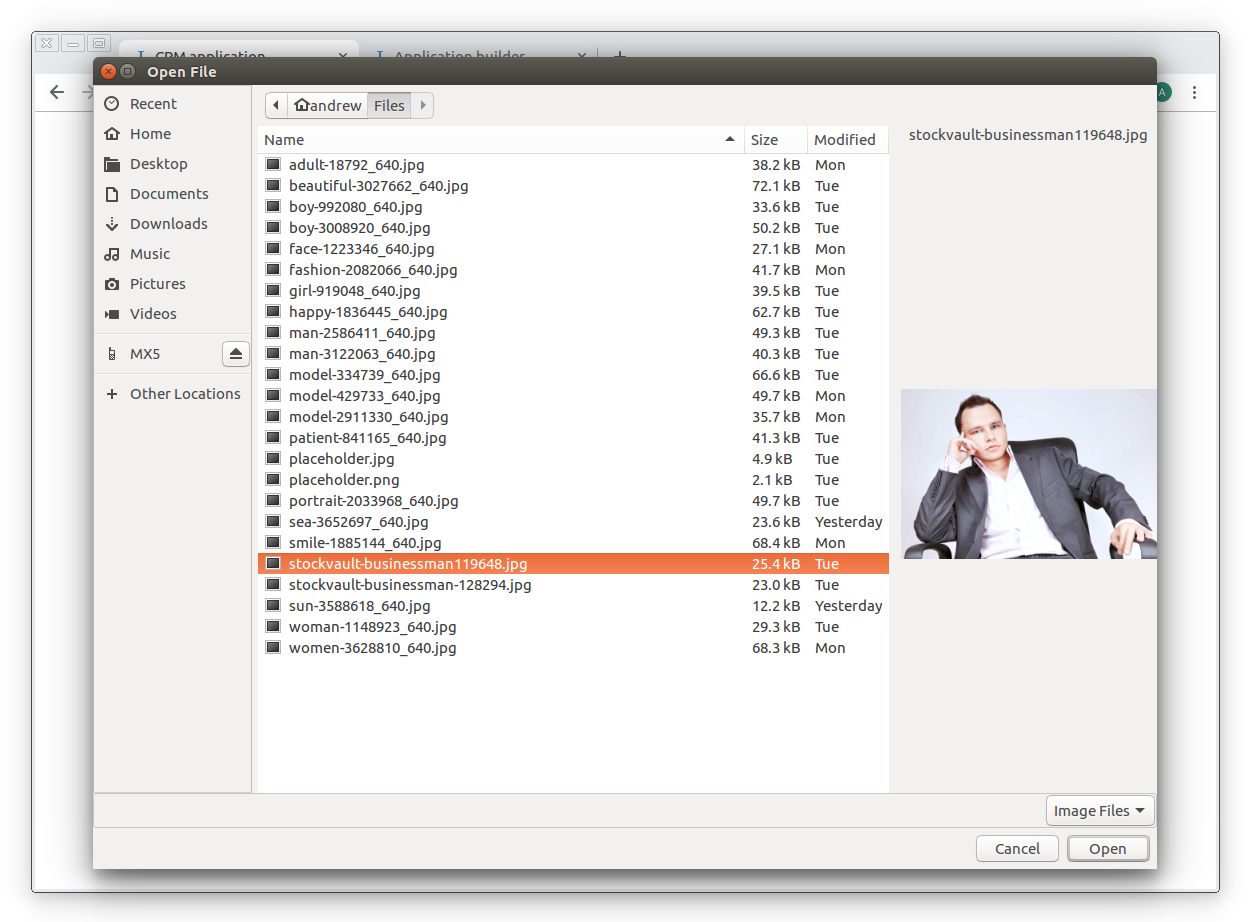 CRM application
Application builder
Open File
A
Recent
Home
Desktop
Documents
Downloads
Music
Pictures
Videos
MX5
Other Locations
andrew Files
Name Size Modified
adult-18792_640.jpg 38.2 kB Mon
beautiful-3027662_640.jpg 72.1 kB Tue
boy-992080_640.jpg 33.6 kB Tue
boy-3008920_640.jpg 50.2 kB Tue
face-1223346_640.jpg 27.1 kB Mon
fashion-2082066_640.jpg 41.7 kB Mon
girl-919048_640.jpg 39.5 kB Tue
happy-1836445_640.jpg 62.7 kB Tue
man-2586411_640.jpg 49.3 kB Tue
man-3122063_640.jpg 40.3 kB Tue
model-334739_640.jpg 66.6 kB Tue
model-429733_640.jpg 49.7 kB Mon
model-2911330_640.jpg 35.7 kB Mon
patient-841165_640.jpg 41.3 kB Tue
placeholder.jpg 4.9 kB Tue
placeholder.png 2.1 kB Tue
portrait-2033968_640.jpg 49.7 kB Tue
sea-3652697_640.jpg 23.6 kB Yesterday
smile-1885144_640.jpg 68.4 kB Mon
stockvault-businessman119648.jpg 25.4 kB Tue
stockvault-businessman-128294.jpg 23.0 kB Tue
sun-3588618_640.jpg 12.2 kB Yesterday
woman-1148923_640.jpg 29.3 kB Tue
women-3628810_640.jpg 68.3 kB Mon
stockvault-businessman119648.jpg
Image Files
Cancel Open